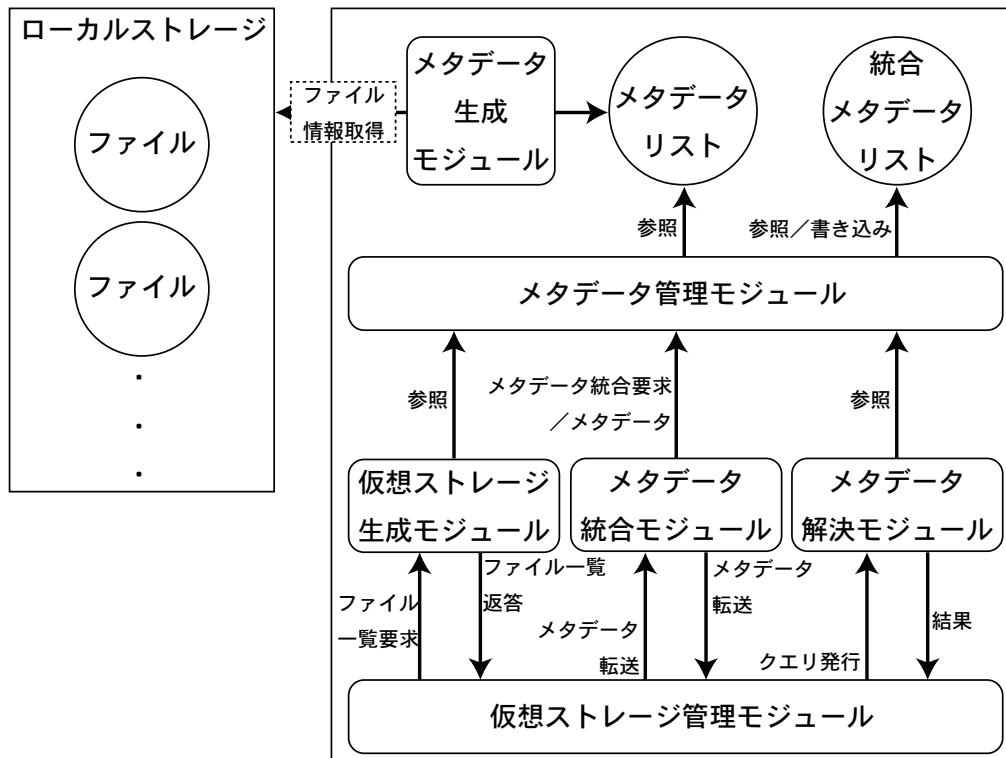 ローカルストレージ
ファイル
ファイル
ファイル
情報取得
メタデータ
生成
モジュール
メタデータ
リスト
統合
メタデータ
リスト
参照
参照／書き込み
メタデータ管理モジュール
参照
メタデータ統合要求
／メタデータ
参照
仮想ストレージ
生成モジュール
メタデータ
統合モジュール
メタデータ
解決モジュール
ファイル
一覧要求
ファイル一覧
返答
メタデータ
転送
メタデータ
転送
クエリ発行
結果
仮想ストレージ管理モジュール